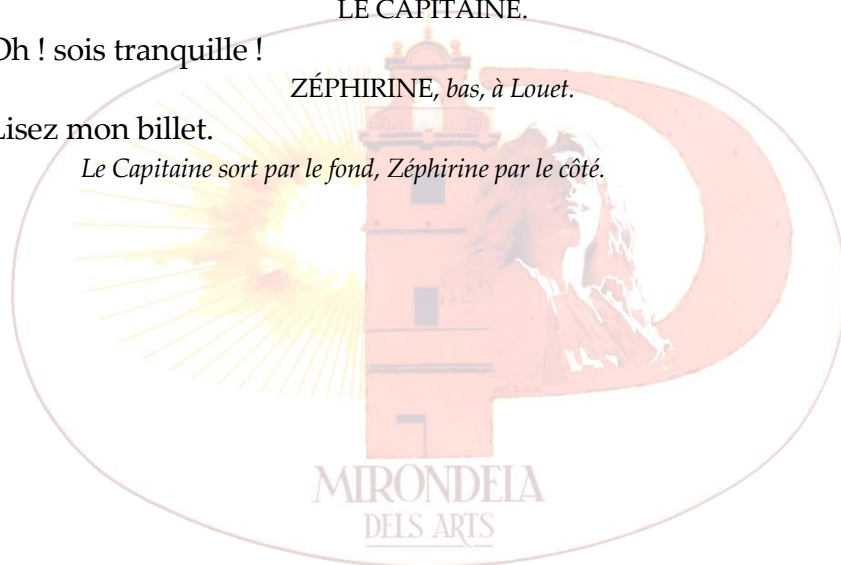 LE CAPITAINE.
Oh ! sois tranquille !
ZÉPHIRINE, bas, à Louet.
Lisez mon billet.
Le Capitaine sort par le fond, Zéphirine par le côté.
MIRONDELA
DELS ARTS